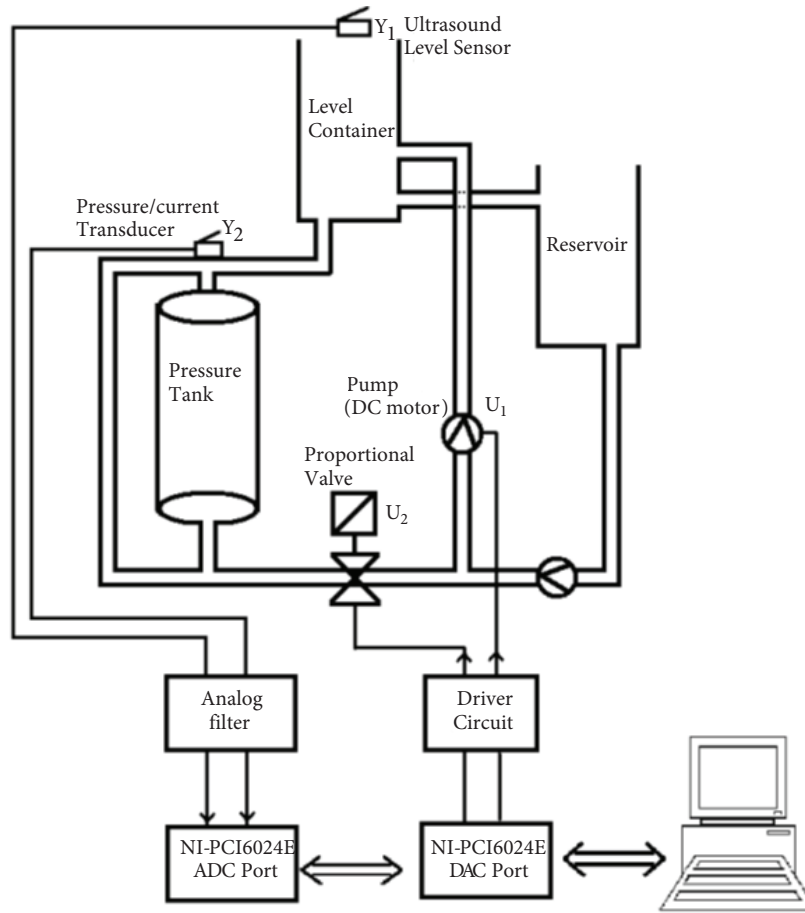 Y1 Ultrasound
Level Sensor
Level
Container
Pressure/current
Transducer
Y2
Reservoir
Pressure
Tank
Pump
(DC motor)
U1
Proportional
Valve
U2
Analog
filter
Driver
Circuit
NI-PCI6024E
ADC Port
NI-PCI6024E
DAC Port